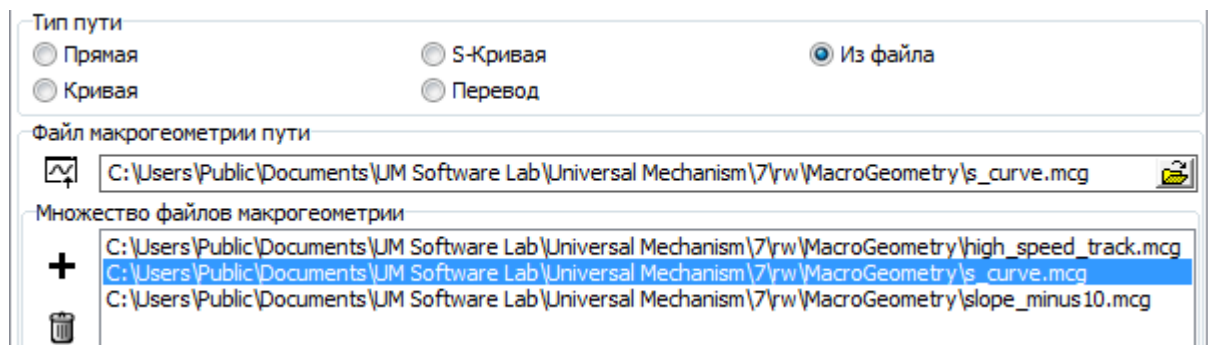 Тип пути
Прямая S-Кривая Из файла
Кривая Перевод
Файл макрогеометрии пути
C:\Users\Public\Documents\UM Software Lab\Universal Mechanism\7\rw\MacroGeometry\s_curve.mcg
Множество файлов макрогеометрии
C:\Users\Public\Documents\UM Software Lab\Universal Mechanism\7\rw\MacroGeometry\high_speed_track.mcg
C:\Users\Public\Documents\UM Software Lab\Universal Mechanism\7\rw\MacroGeometry\s_curve.mcg
C:\Users\Public\Documents\UM Software Lab\Universal Mechanism\7\rw\MacroGeometry\slope_minus10.mcg